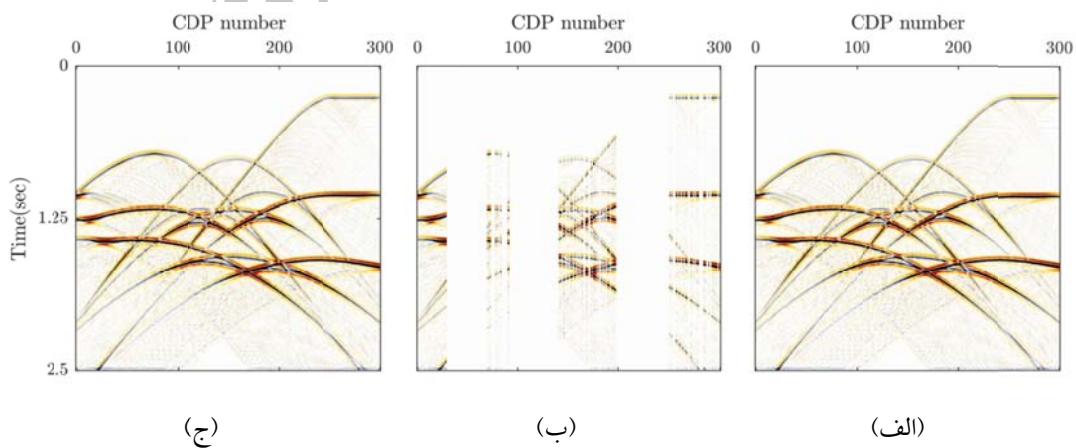 CDP number
CDP number
CDP number
0 100 200 300
0 100 200 300
0 100 200 300
0
1.25
2.5
Time(sec)
(ج)
(ب)
(الف)